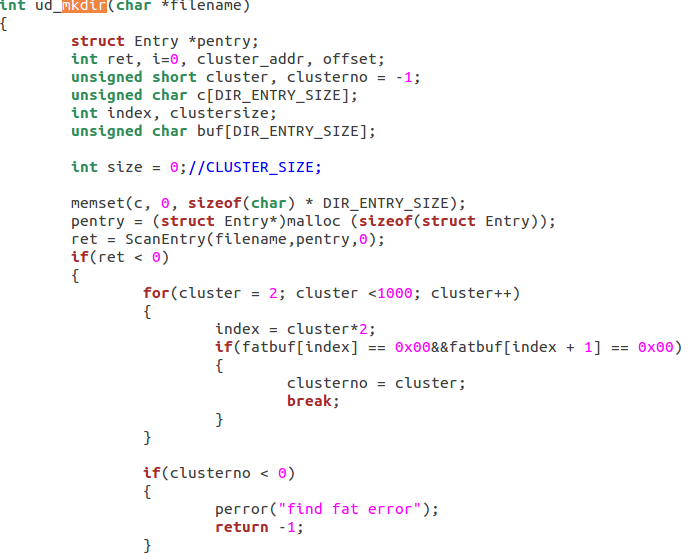 int ud_mkdir(char *filename)
{
        struct Entry *pentry;
        int ret, i=0, cluster_addr, offset;
        unsigned short cluster, clusterno = -1;
        unsigned char c[DIR_ENTRY_SIZE];
        int index, clustersize;
        unsigned char buf[DIR_ENTRY_SIZE];

        int size = 0;//CLUSTER_SIZE;

        memset(c, 0, sizeof(char) * DIR_ENTRY_SIZE);
        pentry = (struct Entry*)malloc (sizeof(struct Entry));
        ret = ScanEntry(filename,pentry,0);
        if(ret < 0)
        {
                for(cluster = 2; cluster <1000; cluster++)
                {
                        index = cluster*2;
                        if(fatbuf[index] == 0x00&&fatbuf[index + 1] == 0x00)
                        {
                                clusterno = cluster;
                                break;
                        }
                }

                if(clusterno < 0)
                {
                        perror("find fat error");
                        return -1;
                }